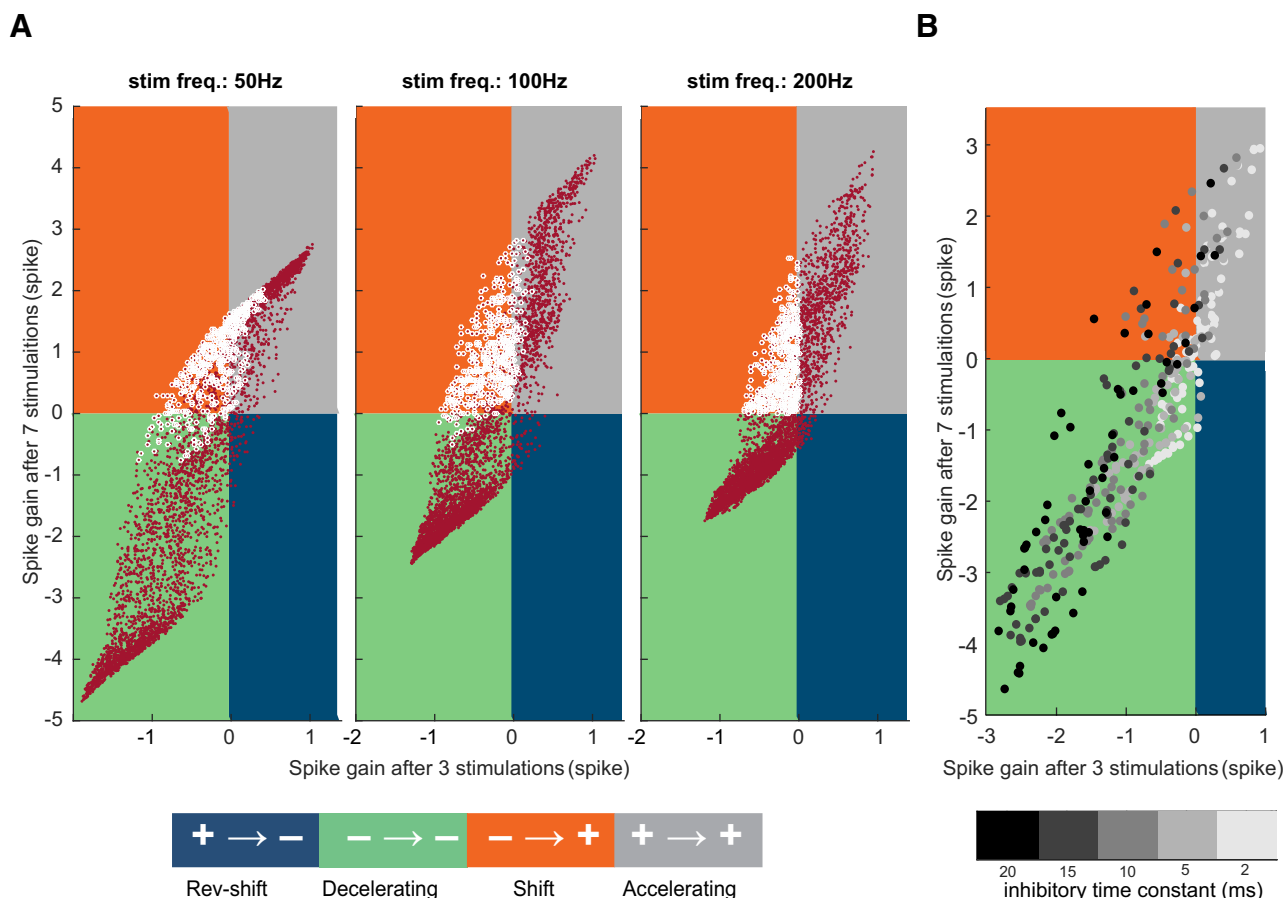 A
B
stim freq.: 50Hz
stim freq.: 100Hz
stim freq.: 200Hz
Spike gain after 7 stimulations (spike)
5
4
3
2
1
0
-1
-2
-3
-4
-5
-1 0 1
-2 -1 0 1
-2 -1 0 1
Spike gain after 3 stimulations (spike)
Spike gain after 7 stimulations (spike)
3
2
1
0
-1
-2
-3
-4
-5
-3 -2 -1 0 1
Spike gain after 3 stimulations (spike)
+ → −
− → −
− → +
+ → +
Rev-shift
Decelerating
Shift
Accelerating
20 15 10 5 2
inhibitory time constant (ms)